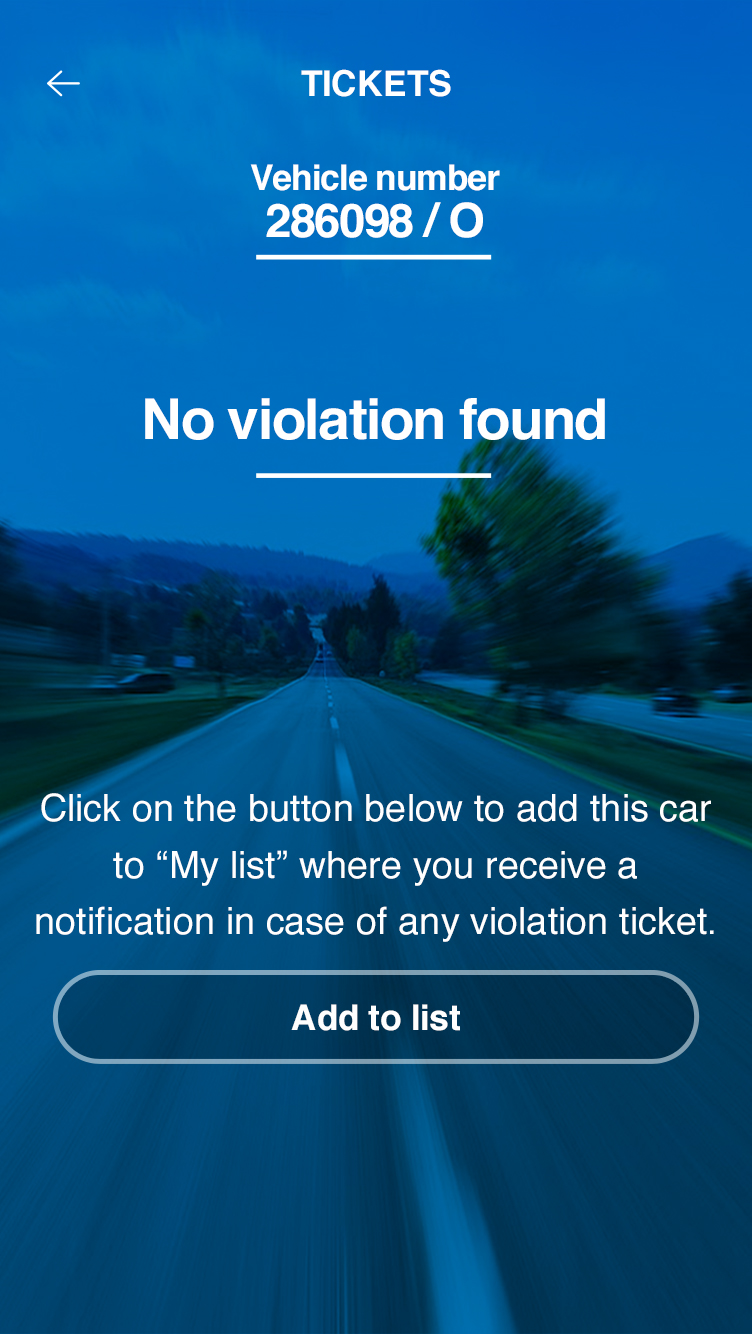 TICKETS
Vehicle number
286098 / O
No violation found
Click on the button below to add this car
to “My list” where you receive a
notification in case of any violation ticket.
Add to list